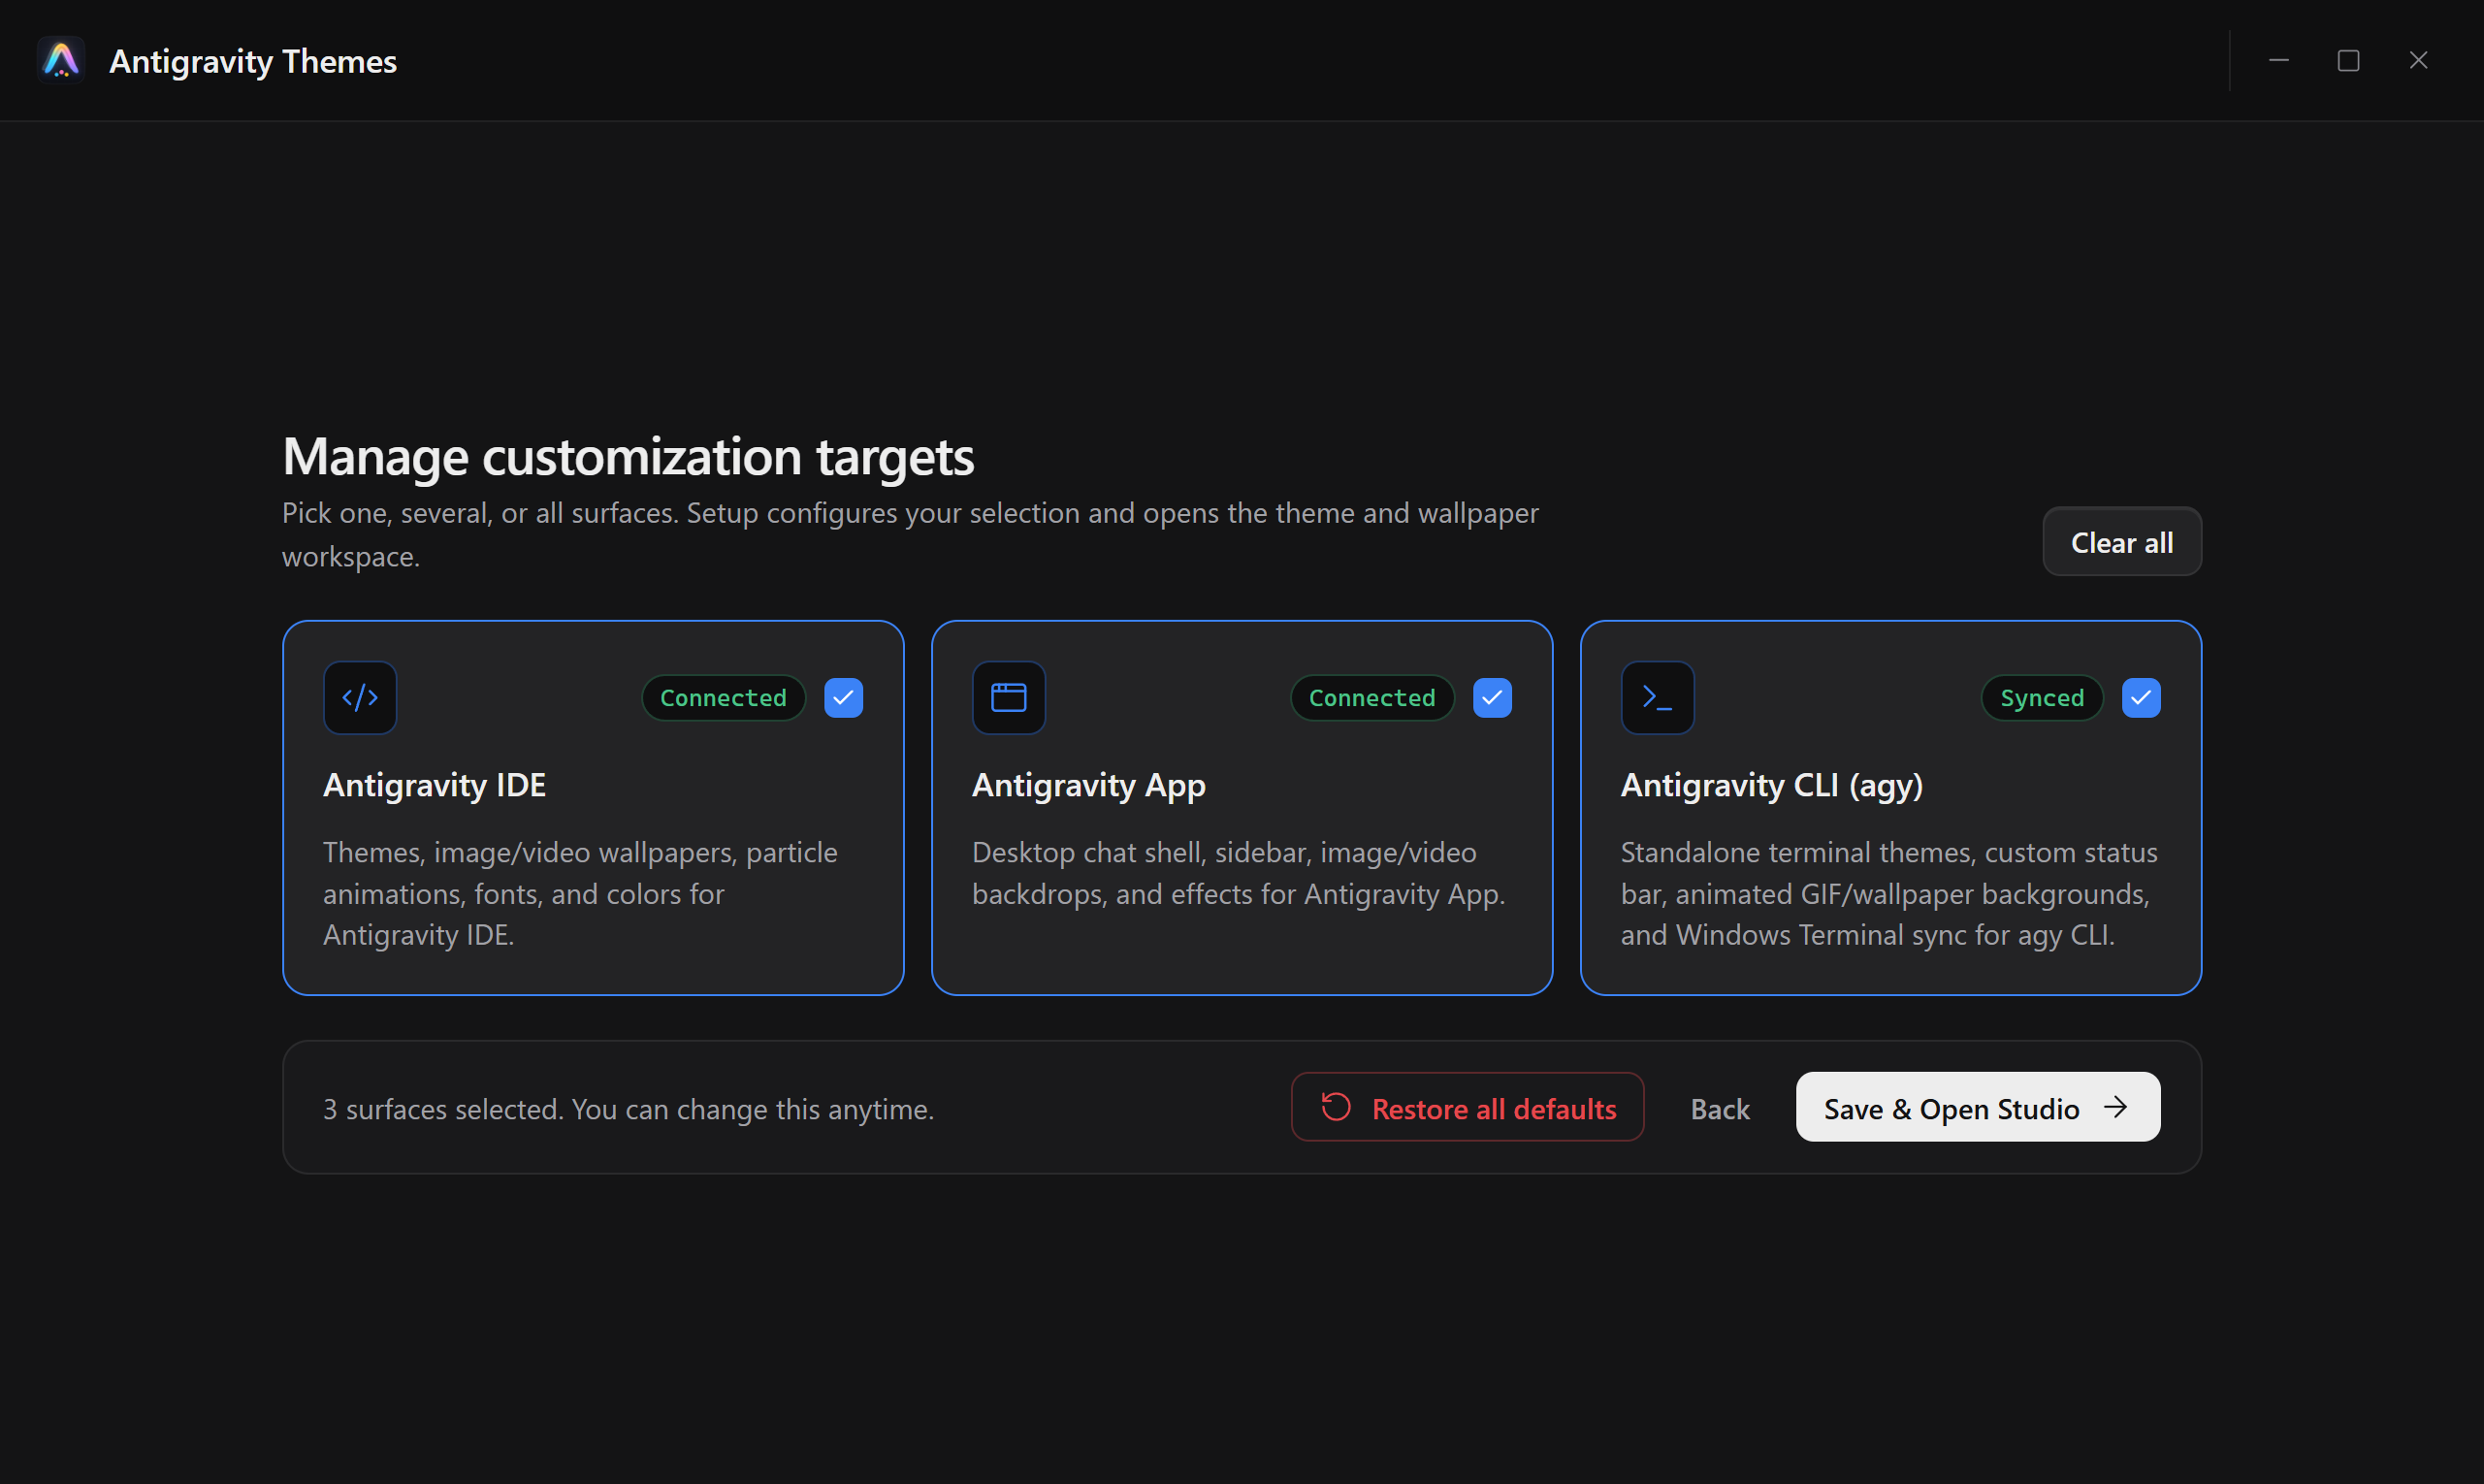 Antigravity Themes
Manage customization targets
Pick one, several, or all surfaces. Setup configures your selection and opens the theme and wallpaper
workspace.
Clear all
Connected
Antigravity IDE
Themes, image/video wallpapers, particle
animations, fonts, and colors for
Antigravity IDE.
Connected
Antigravity App
Desktop chat shell, sidebar, image/video
backdrops, and effects for Antigravity App.
Synced
Antigravity CLI (agy)
Standalone terminal themes, custom status
bar, animated GIF/wallpaper backgrounds,
and Windows Terminal sync for agy CLI.
3 surfaces selected. You can change this anytime.
Restore all defaults
Back
Save & Open Studio